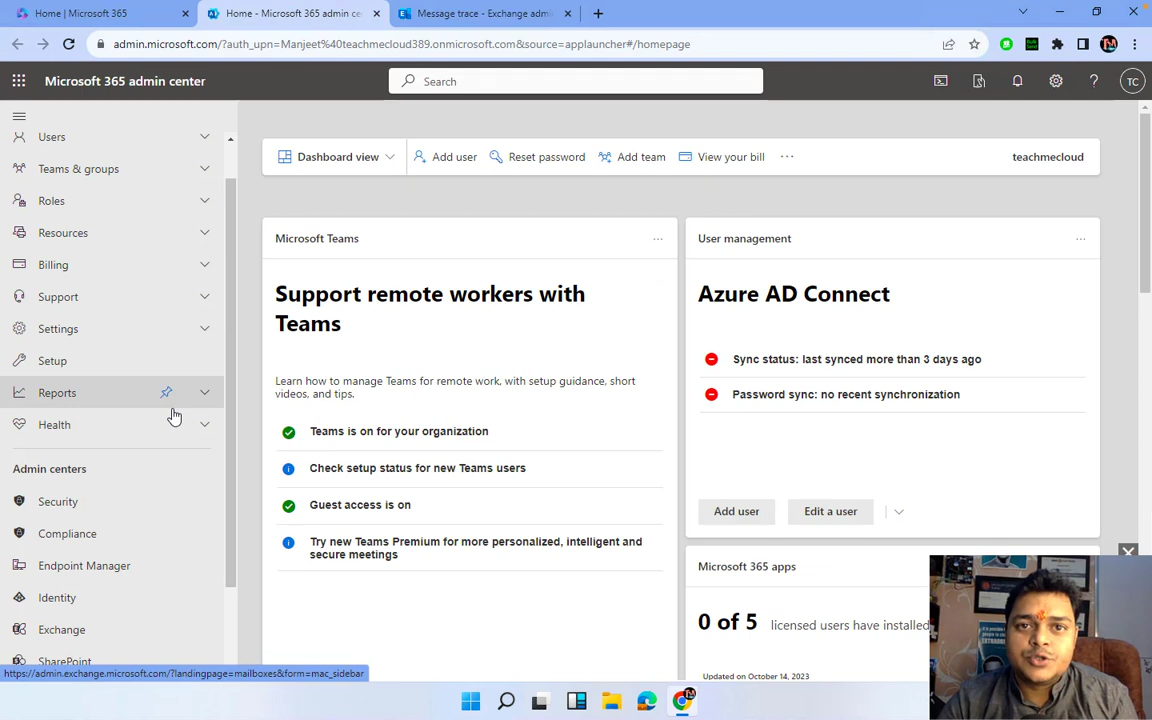 Home | Microsoft 365
Home - Microsoft 365 admin ce
Message trace - Exchange admi
admin.microsoft.com/?auth_upn=Manjeet%40teachmecloud389.onmicrosoft.com&source=applauncher#/homepage
Microsoft 365 admin center
Search
TC
Users
Teams & groups
Roles
Resources
Billing
Support
Settings
Setup
Reports
Health
Admin centers
Security
Compliance
Endpoint Manager
Identity
Exchange
SharePoint
https://admin.exchange.microsoft.com/?landingpage=mailboxes&form=mac_sidebar
Dashboard view
Add user
Reset password
Add team
View your bill
teachmecloud
Microsoft Teams
Support remote workers with
Teams
Learn how to manage Teams for remote work, with setup guidance, short
videos, and tips.
Teams is on for your organization
Check setup status for new Teams users
Guest access is on
Try new Teams Premium for more personalized, intelligent and
secure meetings
User management
Azure AD Connect
Sync status: last synced more than 3 days ago
Password sync: no recent synchronization
Add user
Edit a user
Microsoft 365 apps
0 of 5 licensed users have installed
Updated on October 14, 2023